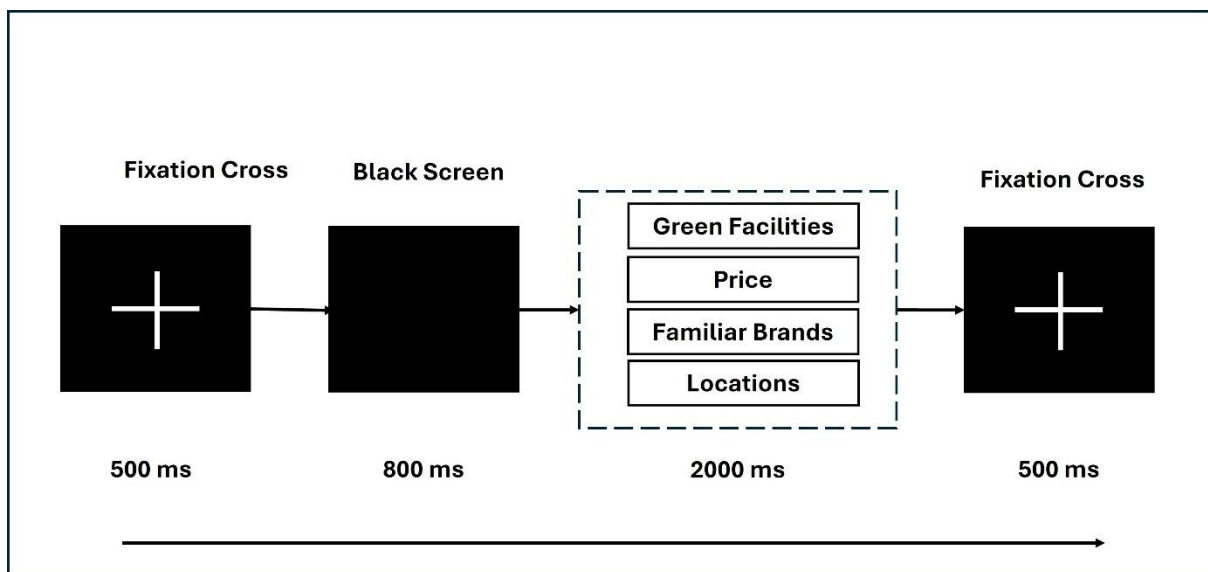 Fixation Cross
Black Screen
Fixation Cross
Green Facilities
Price
Familiar Brands
Locations
500 ms
800 ms
2000 ms
500 ms